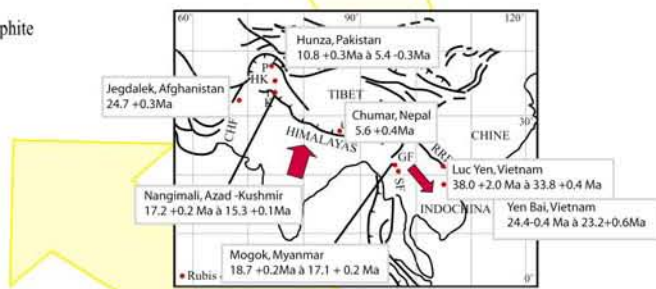 phite
60
90
120
Hunza, Pakistan
10.8 +0.3Ma à 5.4 -0.3Ma
P
HK
K
Jegdalek, Afghanistan
24.7 +0.3Ma
TIBET
Chumar, Nepal
5.6 +0.4Ma
30
CHINE
CHF
HIMALAYAS
GF
SF
Luc Yen, Vietnam
38.0 +2.0 Ma à 33.8 +0.4 Ma
Nangimali, Azad -Kushmir
17.2 +0.2 Ma à 15.3 +0.1Ma
INDOCHINA
Yen Bai, Vietnam
24.4-0.4 Ma à 23.2+0.6Ma
Mogok, Myanmar
18.7 +0.2Ma à 17.1 + 0.2 Ma
Rubis
0°